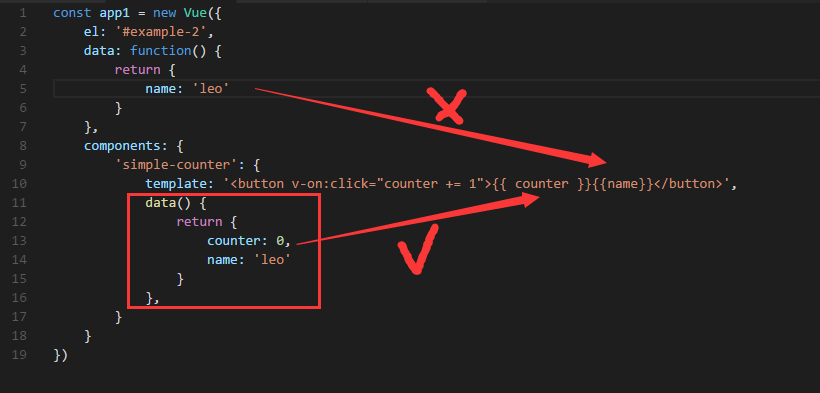 1 const app1 = new Vue({
2     el: '#example-2',
3     data: function() {
4         return {
5             name: 'leo'
6         }
7     },
8     components: {
9         'simple-counter': {
10             template: '<button v-on:click="counter += 1">{{ counter }}{{name}}</button>',
11             data() {
12                 return {
13                     counter: 0,
14                     name: 'leo'
15                 }
16             },
17         }
18     }
19 })